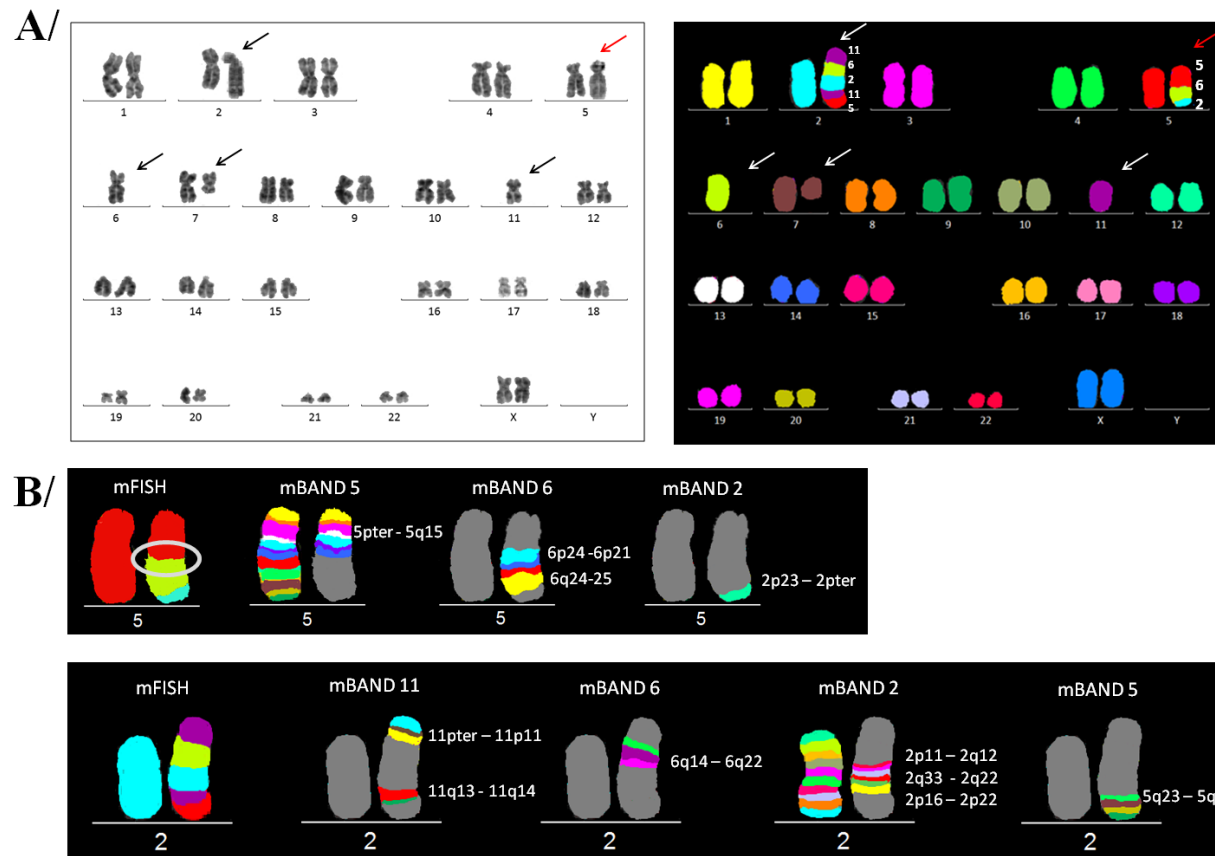 A/
1 2 3 4 5
6 7 8 9 10 11 12
13 14 15 16 17 18
19 20 21 22 X Y
11
6
2
11
5
5
6
2
1 2 3 4 5
6 7 8 9 10 11 12
13 14 15 16 17 18
19 20 21 22 X Y
B/
mFISH mBAND 5 mBAND 6 mBAND 2
5pter - 5q15
6p24 -6p21
6q24-25
2p23 – 2pter
5 5 5 5
mFISH mBAND 11 mBAND 6 mBAND 2 mBAND 5
11pter – 11p11
11q13 - 11q14
6q14 – 6q22
2p11 – 2q12
2q33 - 2q22
2p16 – 2p22
5q23 – 5q
2 2 2 2 2